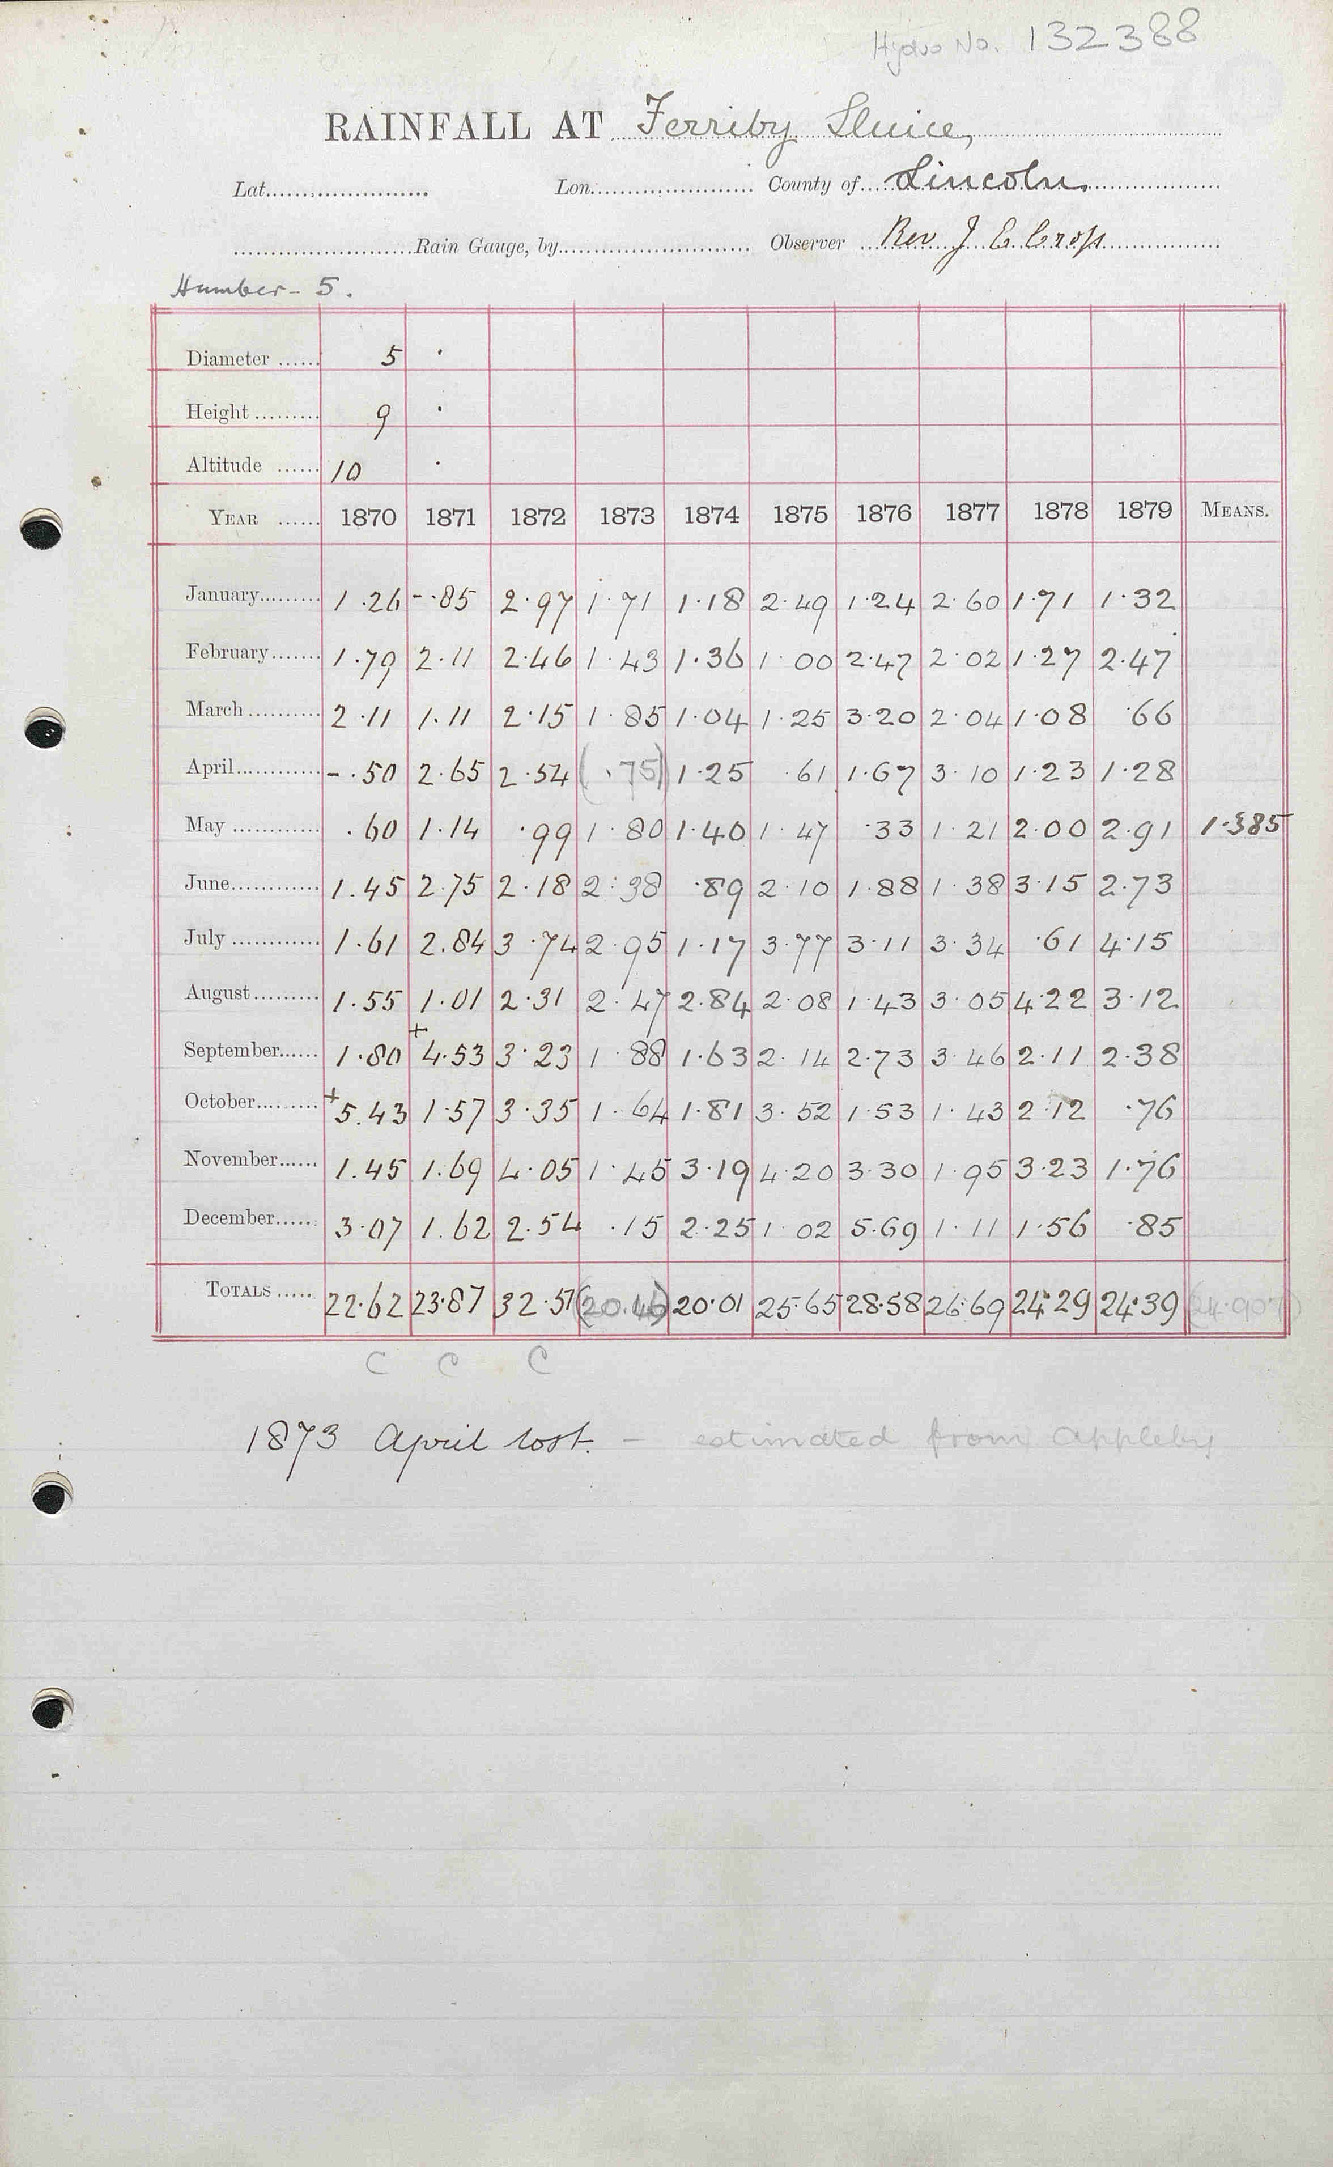 Hydro No. 132388
RAINFALL AT Ferriby Sluice,
Lat. Lon. County of Lincoln.
Rain Gauge, by Observer Rev J E Cross
Humber - 5.
Diameter 5 .
Height 9 .
Altitude 10 .
YEAR 1870 1871 1872 1873 1874 1875 1876 1877 1878 1879 MEANS.
January 1.26 -.85 2.97 1.71 1.18 2.49 1.24 2.60 1.71 1.32
February 1.79 2.11 2.46 1.43 1.36 1.00 2.47 2.02 1.27 2.47
March 2.11 1.11 2.15 1.85 1.04 1.25 3.20 2.04 1.08 .66
April -.50 2.65 2.54 (.75) 1.25 .61 1.67 3.10 1.23 1.28
May .60 1.14 .99 1.80 1.40 1.47 .33 1.21 2.00 2.91 1.385
June 1.45 2.75 2.18 2.38 .89 2.10 1.88 1.38 3.15 2.73
July 1.61 2.84 3.74 2.95 1.17 3.77 3.11 3.34 .61 4.15
August 1.55 1.01 2.31 2.47 2.84 2.08 1.43 3.05 4.22 3.12
September 1.80 +4.53 3.23 1.88 1.63 2.14 2.73 3.46 2.11 2.38
October +5.43 1.57 3.35 1.64 1.81 3.52 1.53 1.43 2.12 .76
November 1.45 1.69 4.05 1.45 3.19 4.20 3.30 1.95 3.23 1.76
December 3.07 1.62 2.54 .15 2.25 1.02 5.69 1.11 1.56 .85
TOTALS 22.62 23.87 32.51 (20.46) 20.01 25.65 28.58 26.69 24.29 24.39 (24.907)
C C C
1873 April lost. - estimated from Appleby